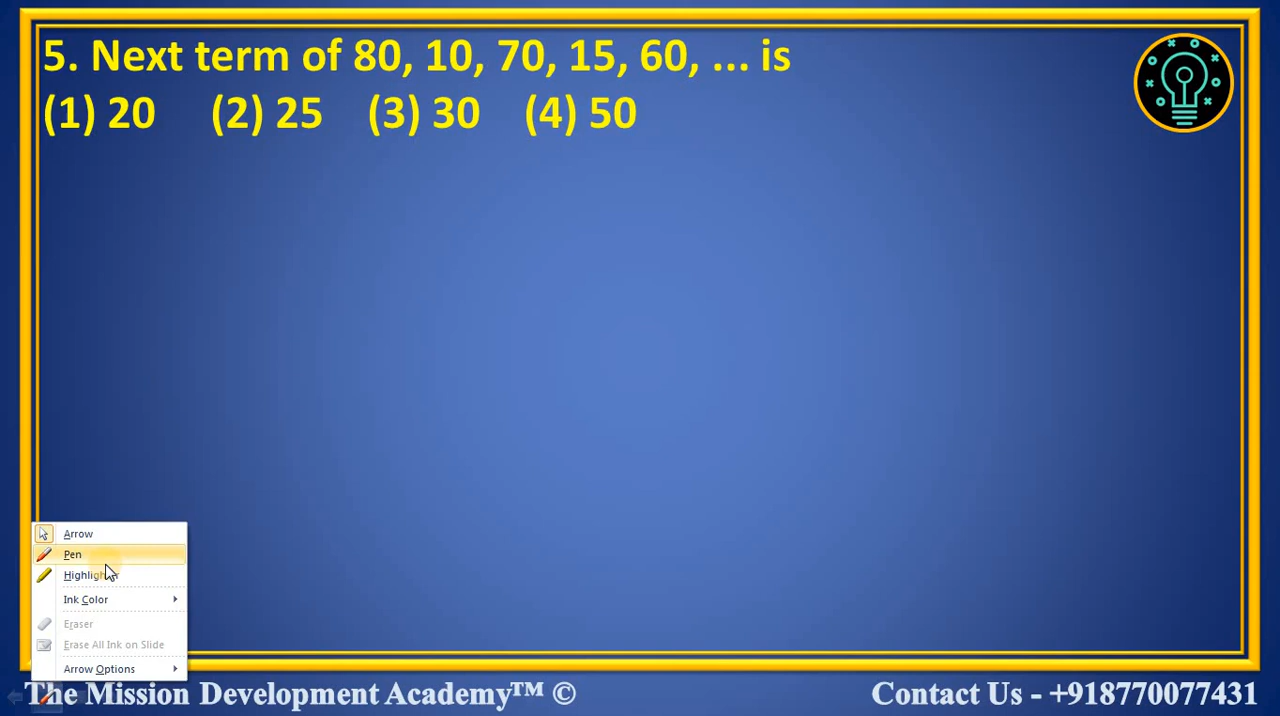 5. Next term of 80, 10, 70, 15, 60, ... is
(1) 20 (2) 25 (3) 30 (4) 50
Arrow
Pen
Highlighter
Ink Color
Eraser
Erase All Ink on Slide
Arrow Options
The Mission Development Academy™ © Contact Us - +918770077431